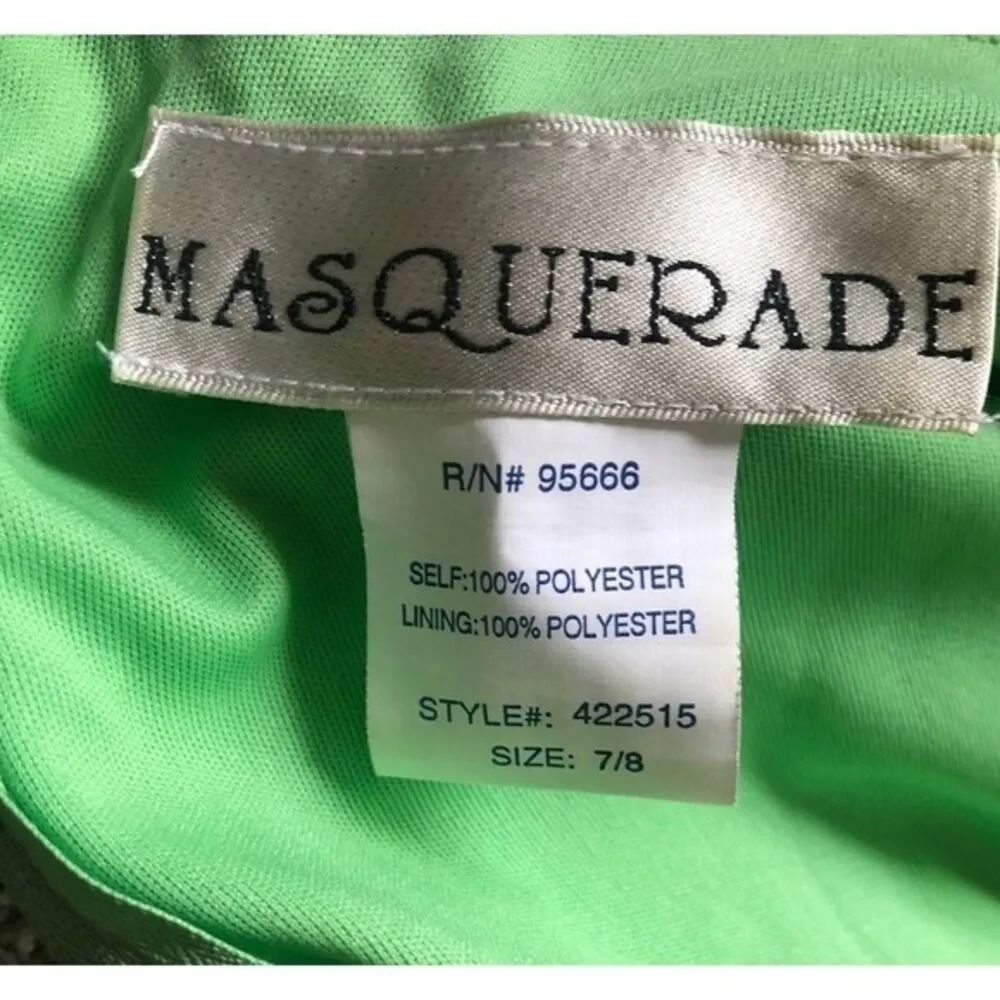 MASQUERADE
R/N# 95666
SELF:100% POLYESTER
LINING:100% POLYESTER
STYLE#: 422515
SIZE: 7/8